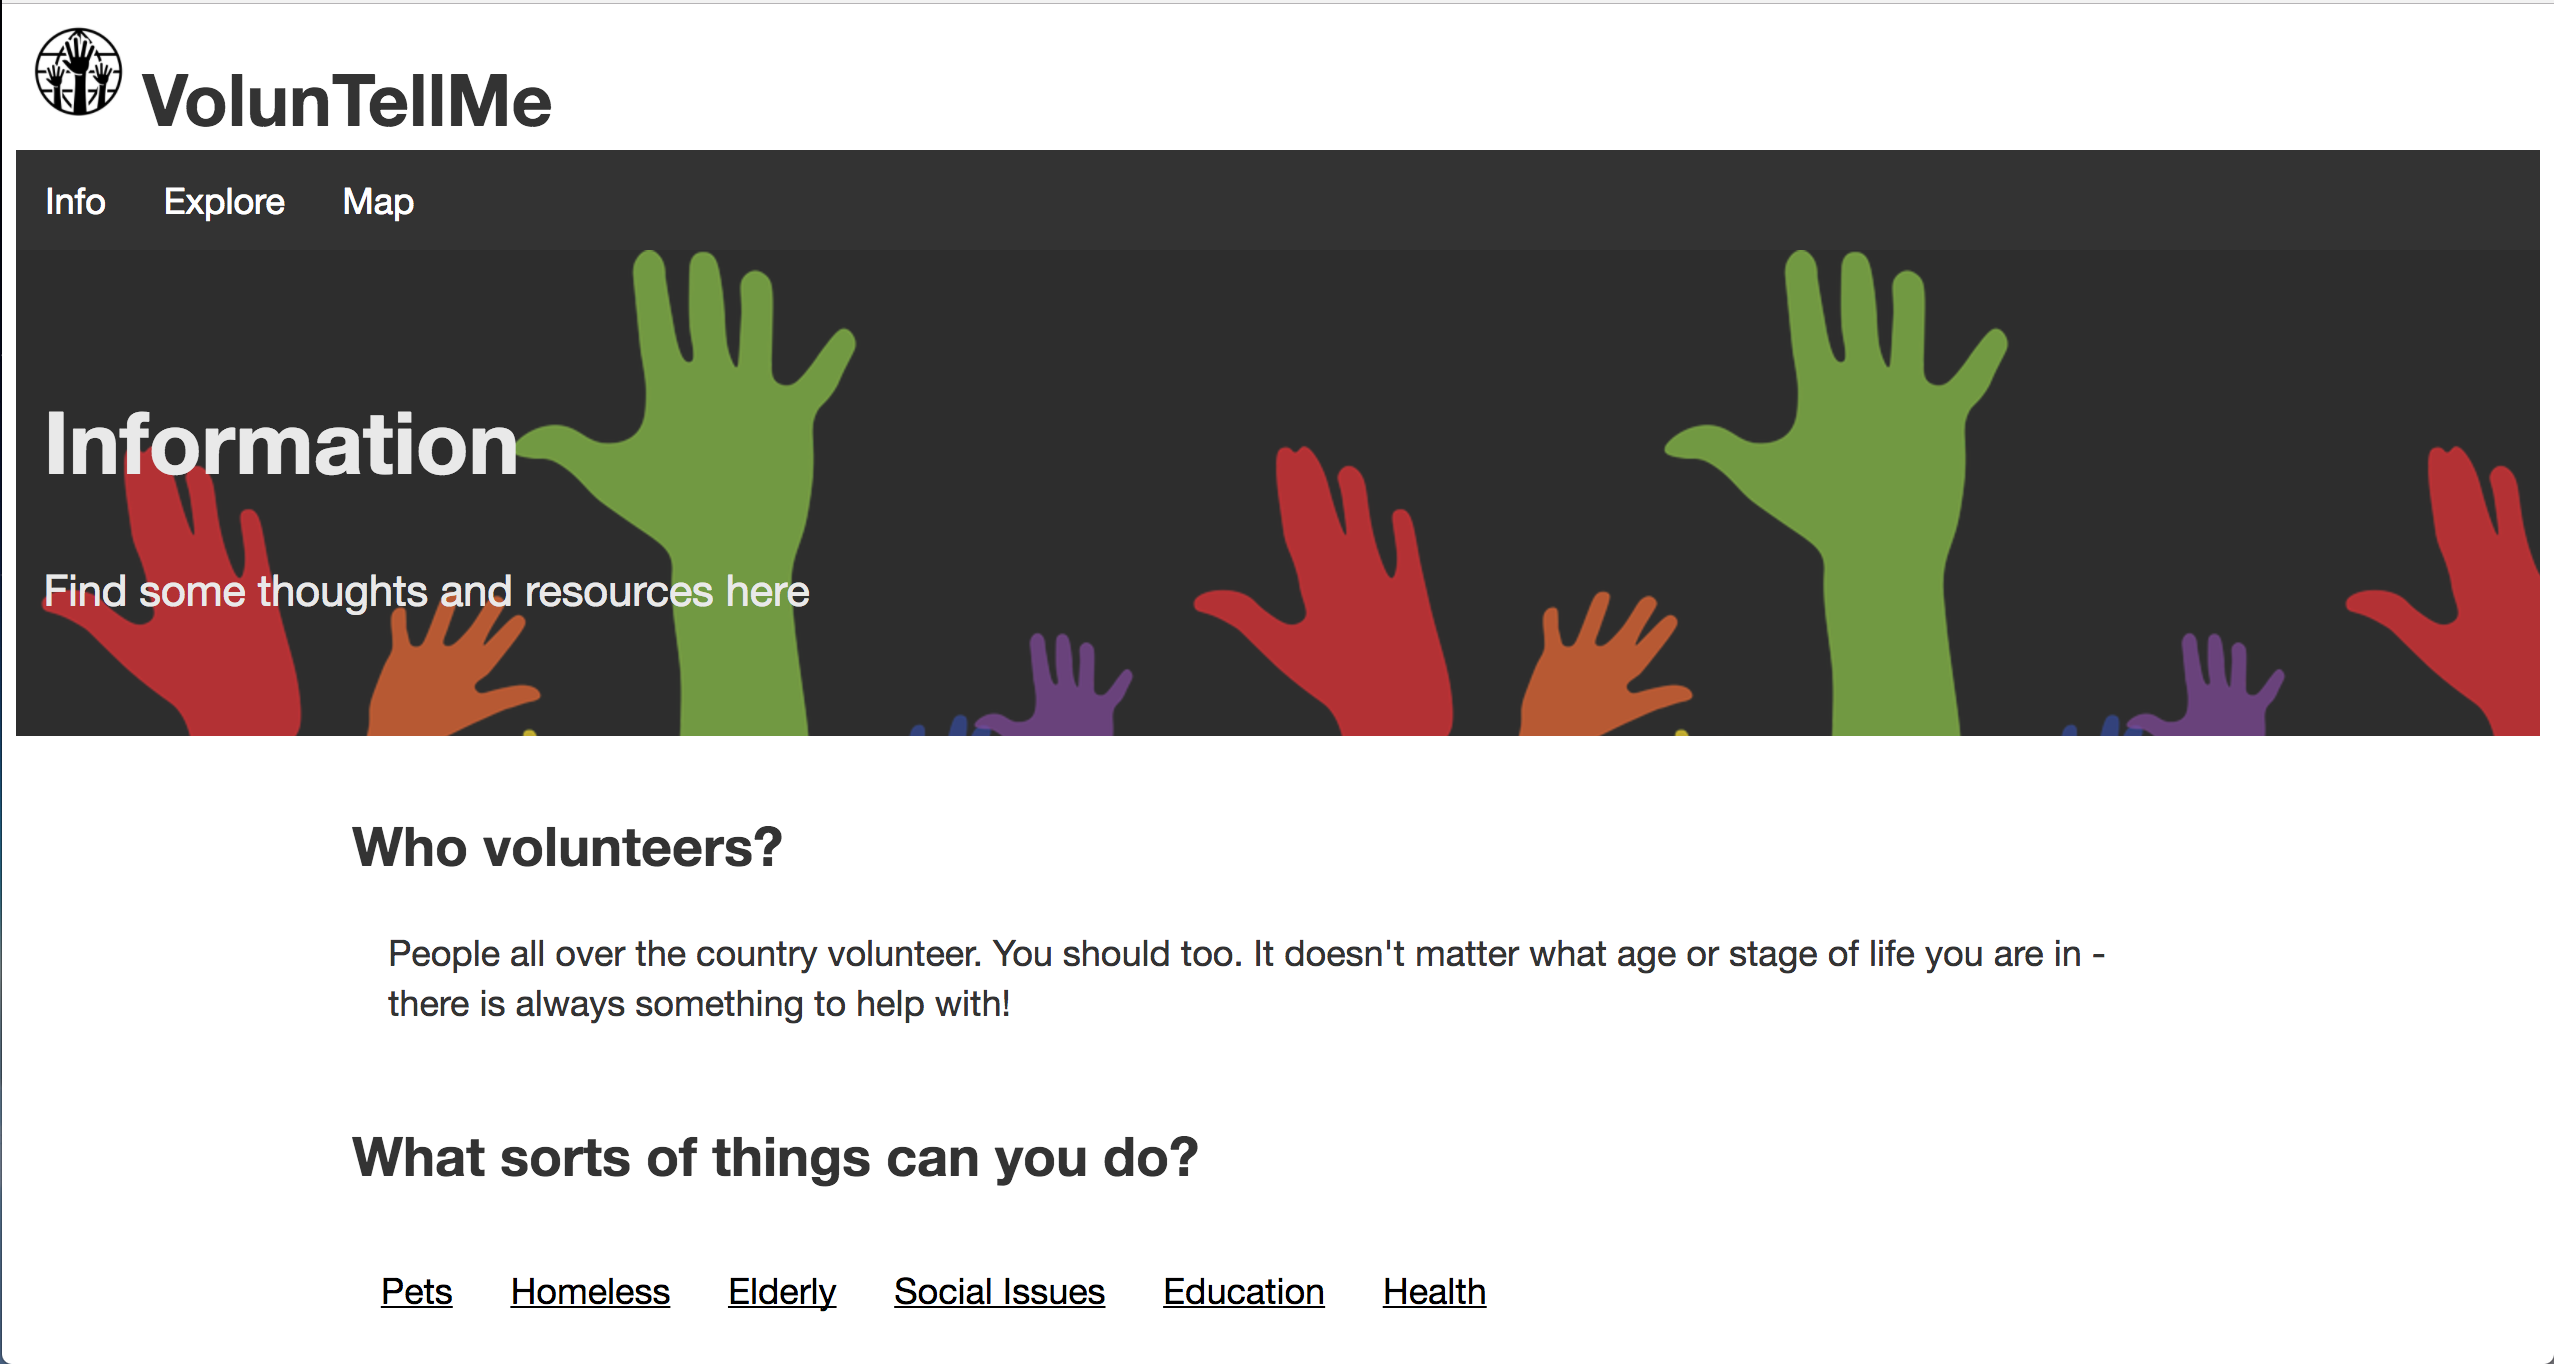 VolunTellMe
Info Explore Map
Information
Find some thoughts and resources here
Who volunteers?
People all over the country volunteer. You should too. It doesn't matter what age or stage of life you are in -
there is always something to help with!
What sorts of things can you do?
Pets Homeless Elderly Social Issues Education Health